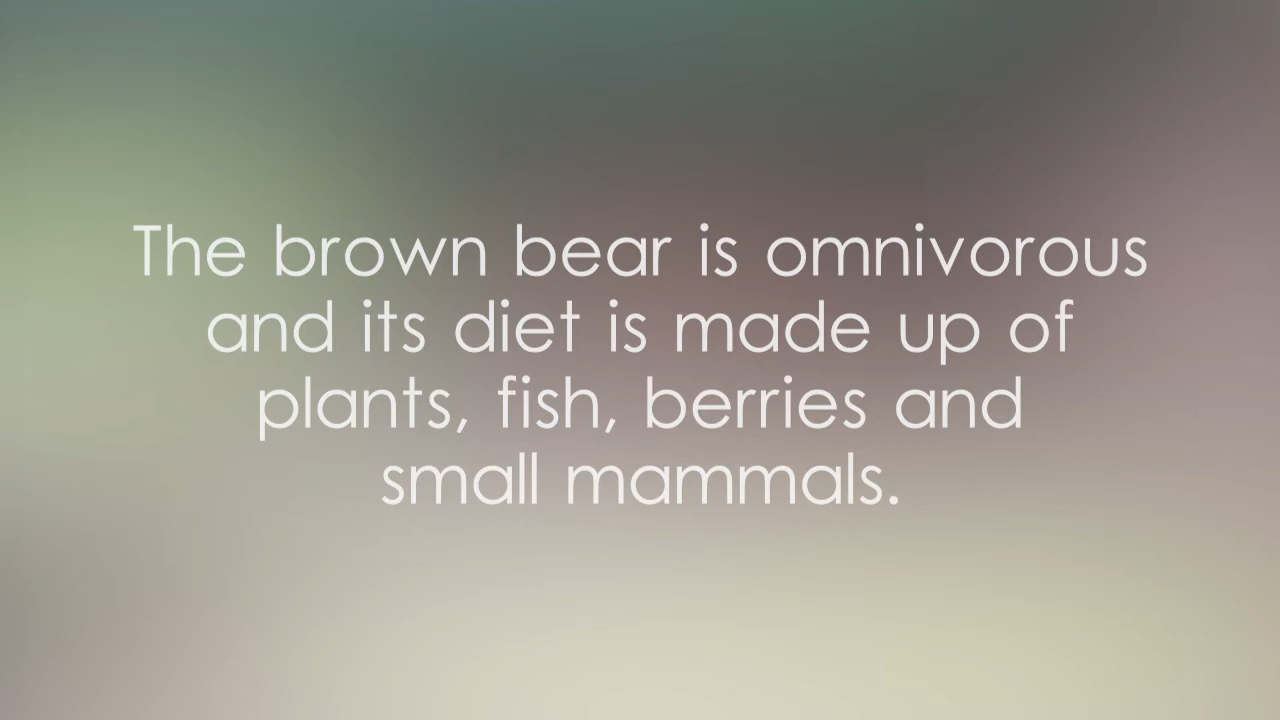 The brown bear is omnivorous
and its diet is made up of
plants, fish, berries and
small mammals.